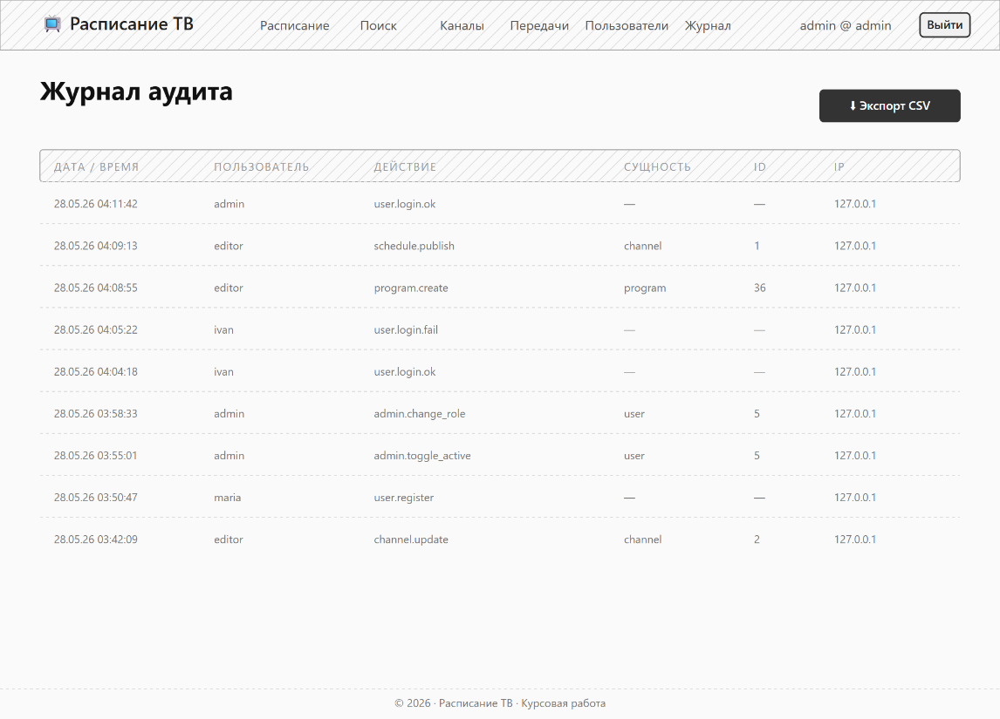 Расписание ТВ Расписание Поиск Каналы Передачи Пользователи Журнал admin @ admin Выйти
Журнал аудита
⬇ Экспорт CSV
ДАТА / ВРЕМЯ ПОЛЬЗОВАТЕЛЬ ДЕЙСТВИЕ СУЩНОСТЬ ID IP
28.05.26 04:11:42 admin user.login.ok — — 127.0.0.1
28.05.26 04:09:13 editor schedule.publish channel 1 127.0.0.1
28.05.26 04:08:55 editor program.create program 36 127.0.0.1
28.05.26 04:05:22 ivan user.login.fail — — 127.0.0.1
28.05.26 04:04:18 ivan user.login.ok — — 127.0.0.1
28.05.26 03:58:33 admin admin.change_role user 5 127.0.0.1
28.05.26 03:55:01 admin admin.toggle_active user 5 127.0.0.1
28.05.26 03:50:47 maria user.register — — 127.0.0.1
28.05.26 03:42:09 editor channel.update channel 2 127.0.0.1
© 2026 · Расписание ТВ · Курсовая работа